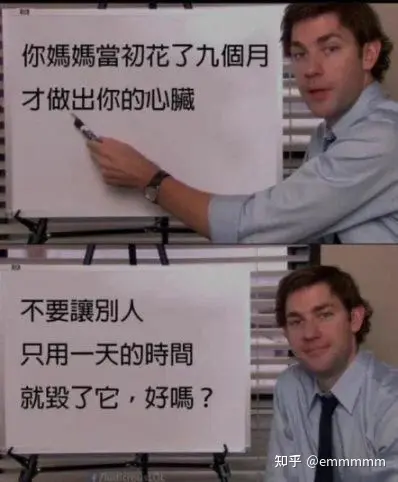 你媽媽當初花了九個月
才做出你的心臟
不要讓別人
只用一天的時間
就毀了它，好嗎？
知乎 @emmmmm